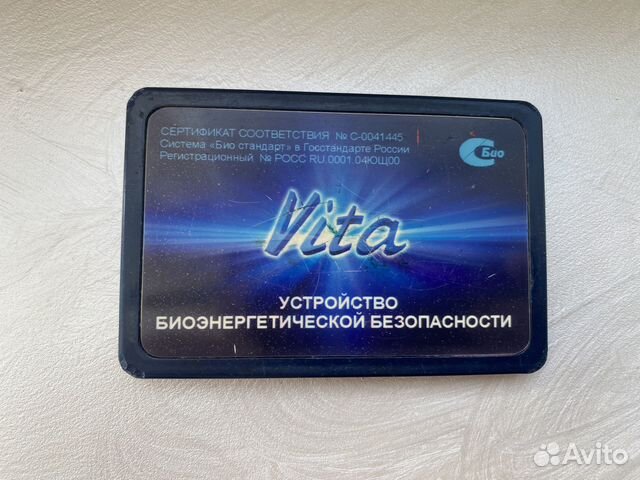 СЕРТИФИКАТ СООТВЕТСТВИЯ № С-0041445
Система «Био стандарт» в Госстандарте России
Регистрационный № РОСС RU.0001.04ЮЩ00
Био
Vita
УСТРОЙСТВО
БИОЭНЕРГЕТИЧЕСКОЙ БЕЗОПАСНОСТИ
Avito